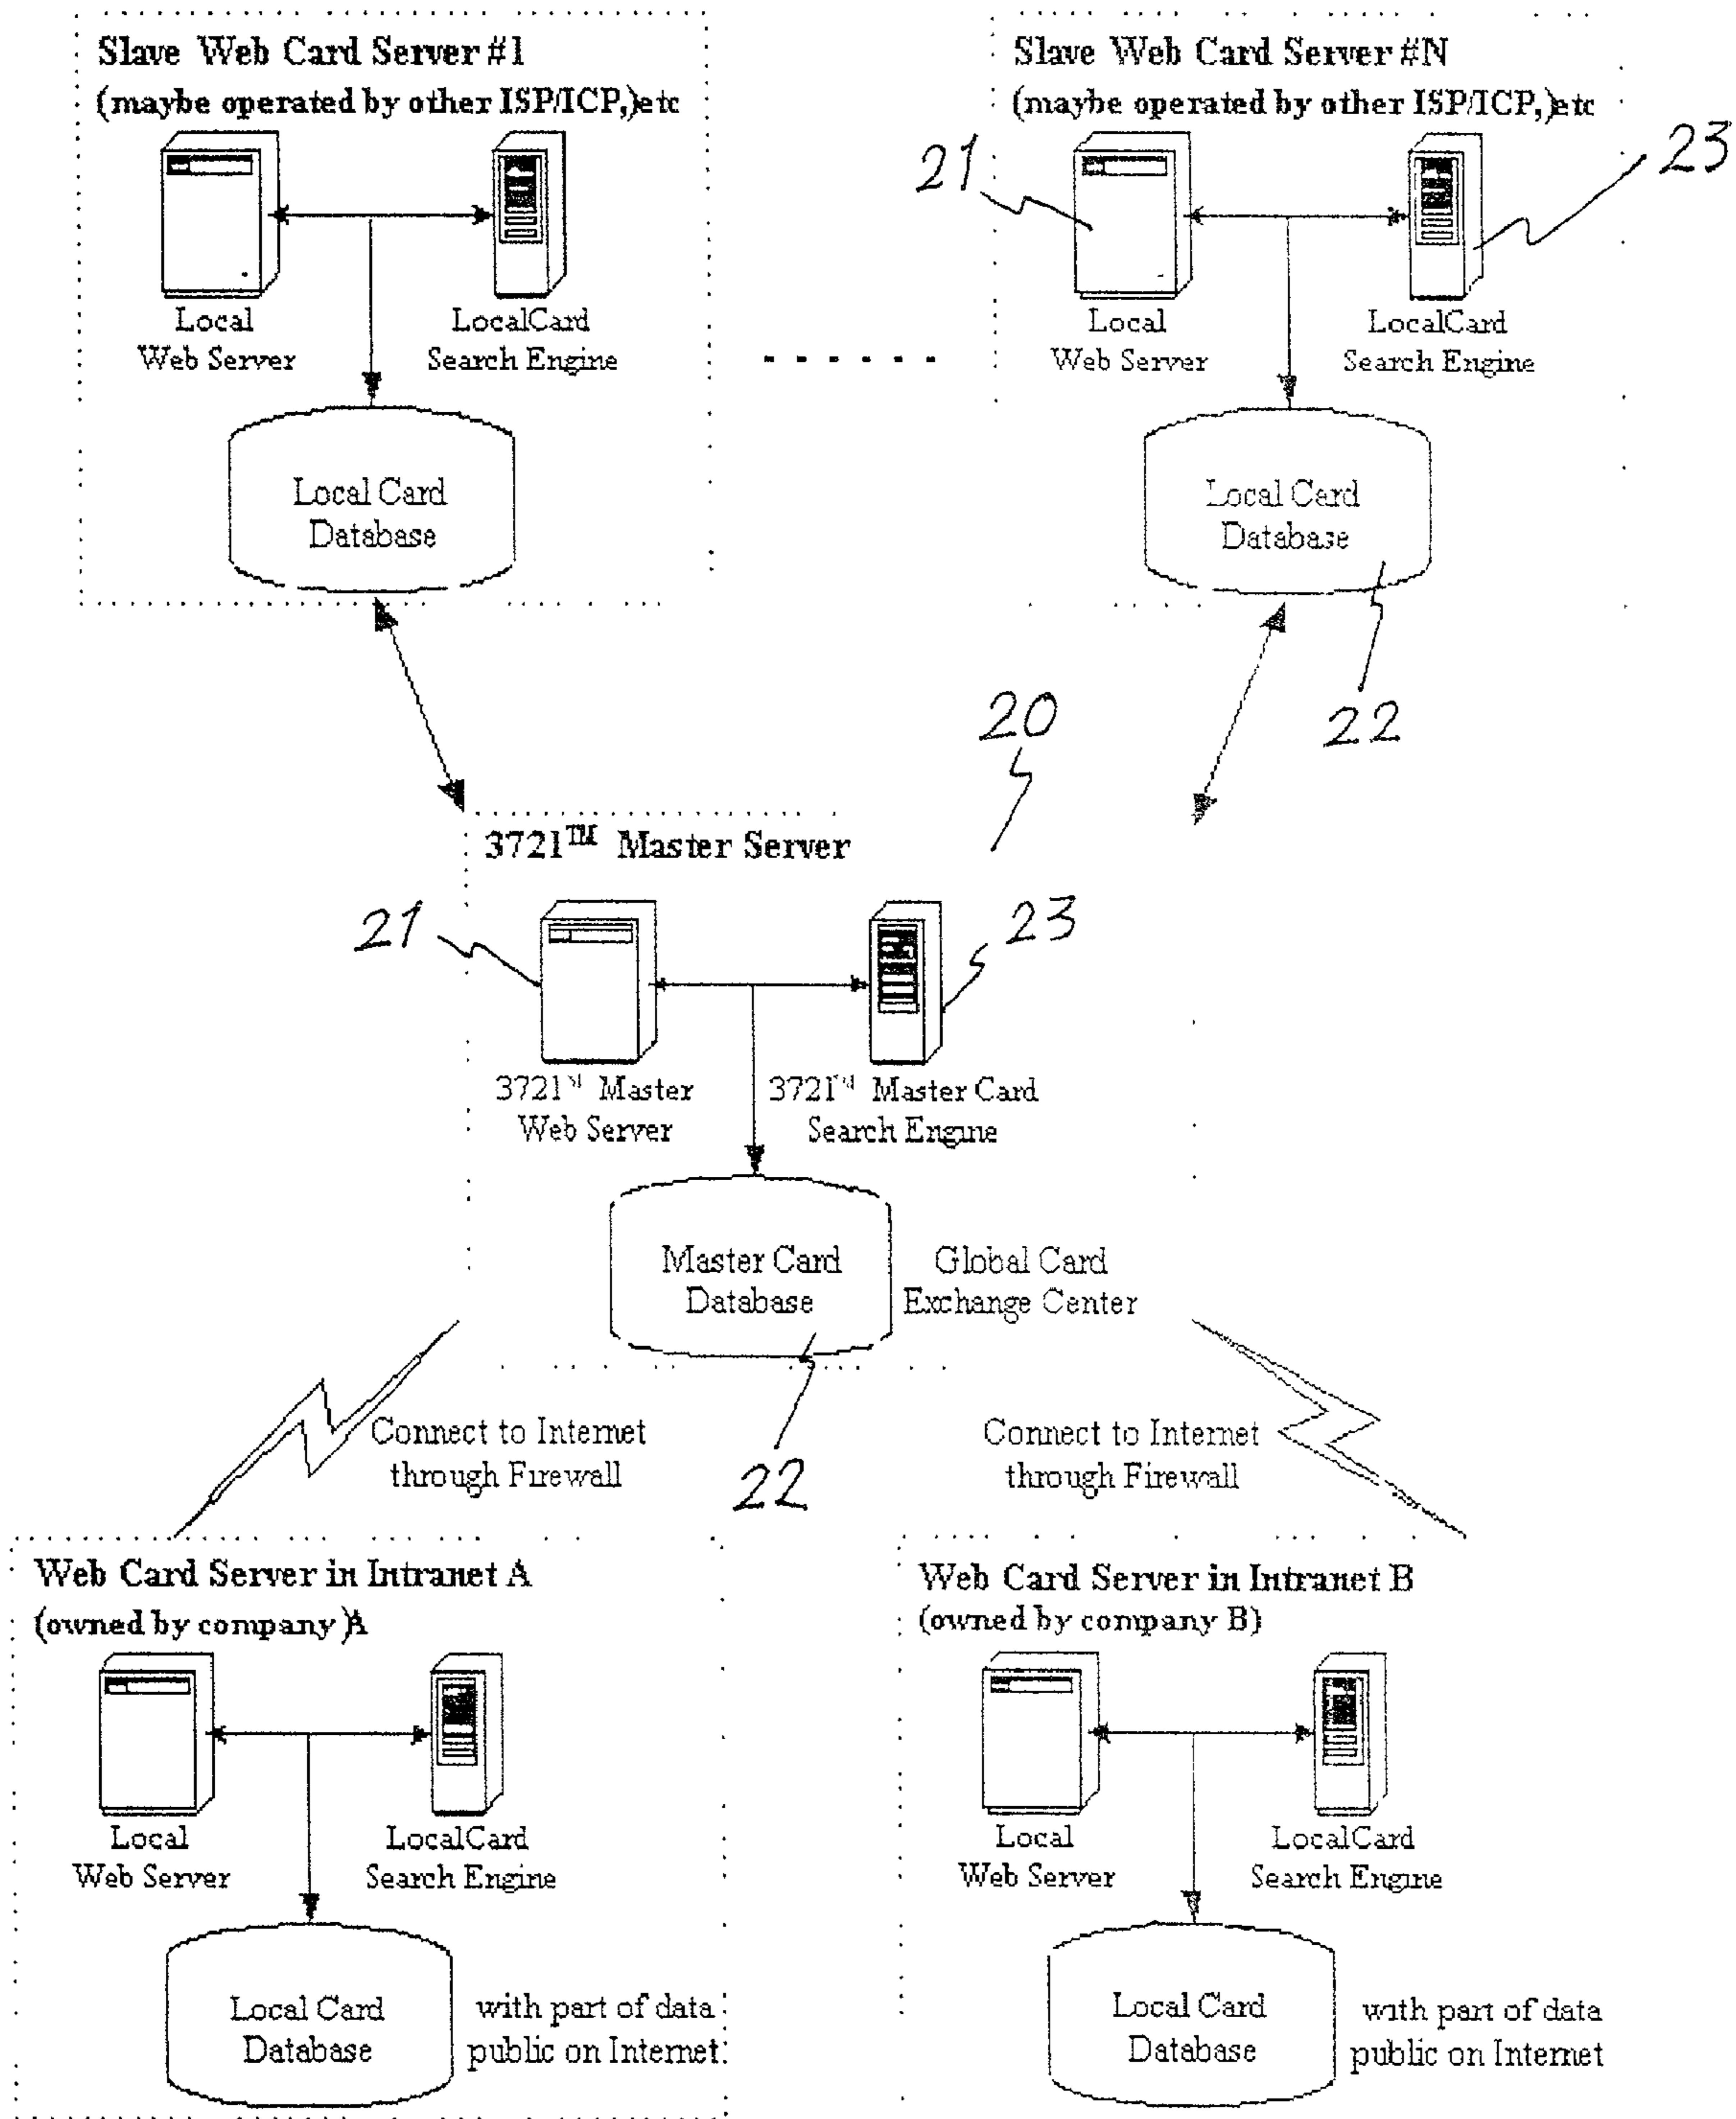 Slave Web Card Server #1
(maybe operated by other ISP/ICP,)etc
Local
Web Server
LocalCard
Search Engine
Local Card
Database
......
Slave Web Card Server #N
(maybe operated by other ISP/ICP,)etc
21
23
Local
Web Server
LocalCard
Search Engine
Local Card
Database
22
20
3721™ Master Server
21
23
3721™ Master
Web Server
3721™ Master Card
Search Engine
Master Card
Database
Global Card
Exchange Center
22
Connect to Internet
through Firewall
Connect to Internet
through Firewall
Web Card Server in Intranet A
(owned by company )A
Local
Web Server
LocalCard
Search Engine
Local Card
Database
with part of data
public on Internet
Web Card Server in Intranet B
(owned by company B)
Local
Web Server
LocalCard
Search Engine
Local Card
Database
with part of data
public on Internet